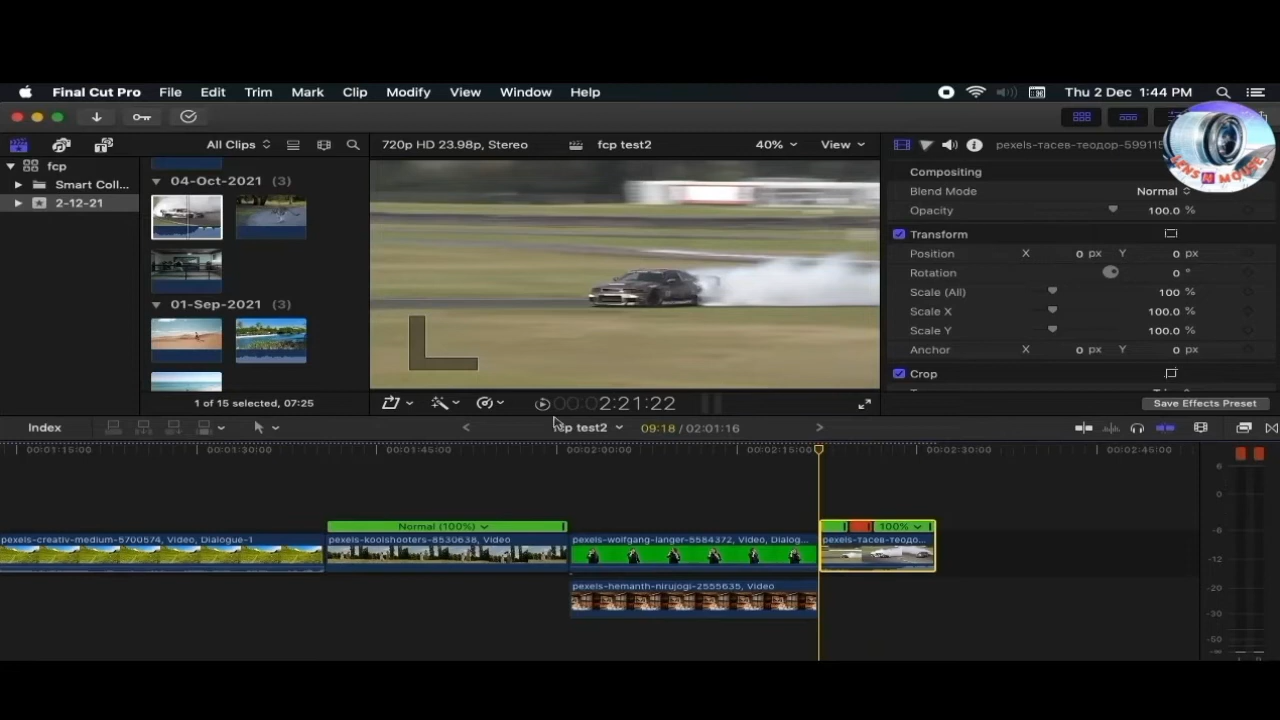 Final Cut Pro File Edit Trim Mark Clip Modify View Window Help Thu 2 Dec 1:44 PM
All Clips 720p HD 23.98p, Stereo fcp test2 40% View pexels-тасев-теодор-599115
LENS N MOUSE
fcp
Smart Coll...
2-12-21
04-Oct-2021 (3)
01-Sep-2021 (3)
1 of 15 selected, 07:25
00:02:21:22
Compositing
Blend Mode Normal
Opacity 100.0 %
Transform
Position X 0 px Y 0 px
Rotation 0 °
Scale (All) 100 %
Scale X 100.0 %
Scale Y 100.0 %
Anchor X 0 px Y 0 px
Crop
Save Effects Preset
Index fcp test2 09:18 / 02:01:16
00:01:15:00 00:01:30:00 00:01:45:00 00:02:00:00 00:02:15:00 00:02:30:00 00:02:45:00
6
0
-6
-12
-20
-30
-50
-∞
Normal (100%) 100%
pexels-creativ-medium-5700574, Video, Dialogue-1 pexels-koolshooters-8530638, Video pexels-wolfgang-langer-5584372, Video, Dialog... pexels-тасев-теодо...
pexels-hemanth-nirujogi-2555635, Video